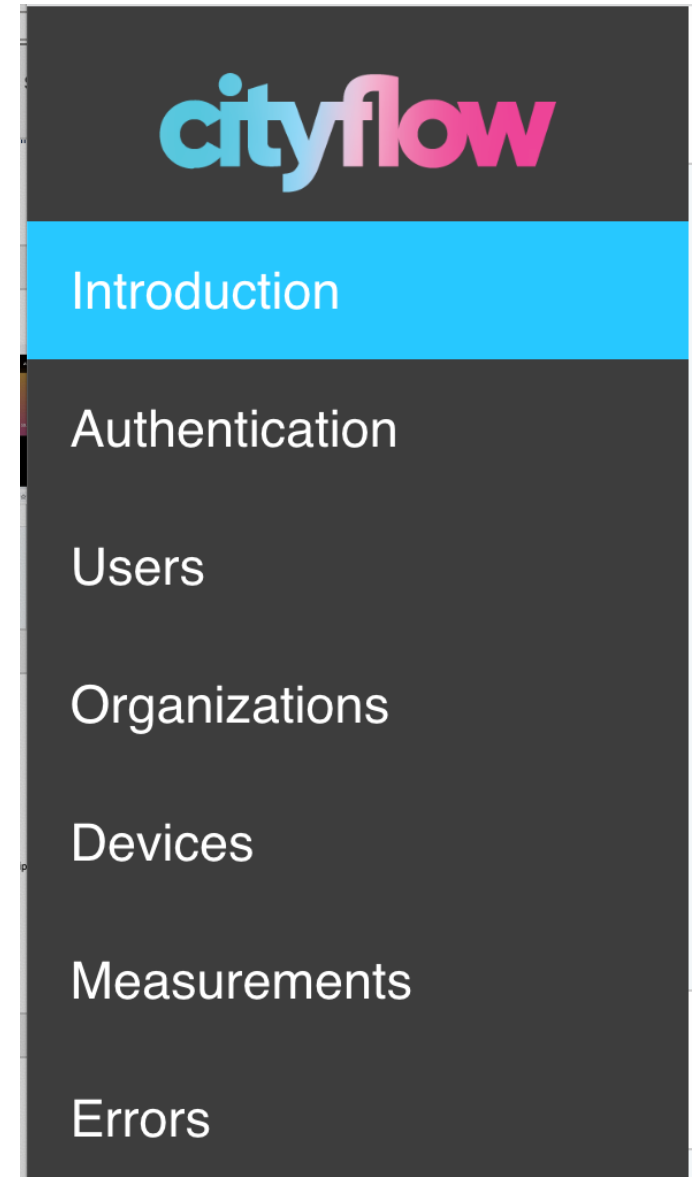 cityflow
Introduction
Authentication
Users
Organizations
Devices
Measurements
Errors